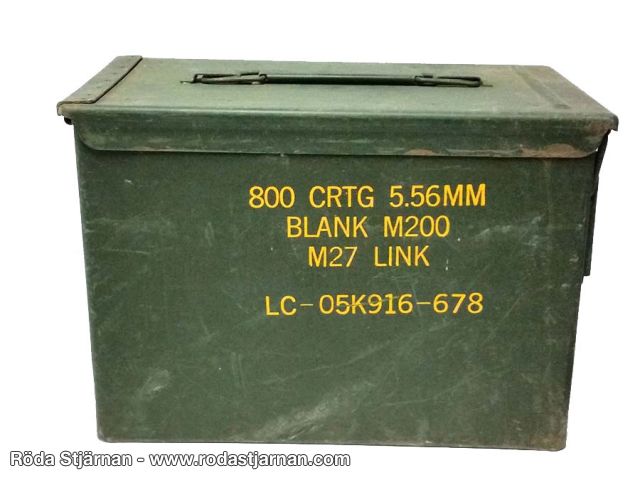 800 CRTG 5.56MM
BLANK M200
M27 LINK
LC-05K916-678
Röda Stjärnan - www.rodastjarnan.com